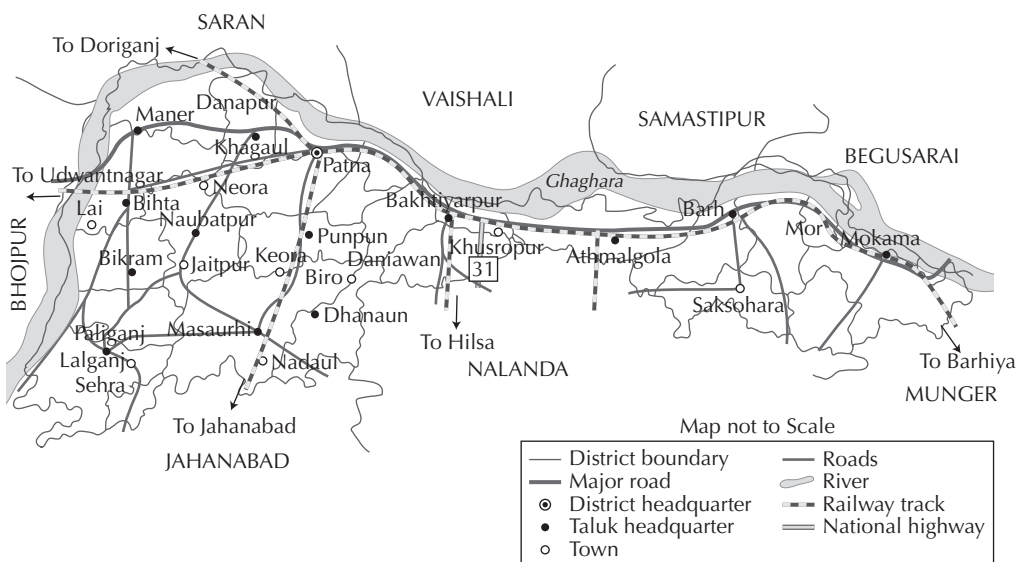 SARAN
To Doriganj
VAISHALI
Danapur
SAMASTIPUR
Maner
Khagaul
BEGUSARAI
Patna
To Udwantnagar
Ghaghara
Neora
Bakhtiyarpur
Lai
Bihta
Barh
Naubatpur
Mor
Mokama
Punpun
Khusropur
Athmalgola
BHOJPUR
Bikram
Jaitpur
Keora
Daniawan
Biro
31
Saksohara
Dhanaun
Paliganj
Masaurhi
To Hilsa
Lalganj
Nadaul
NALANDA
To Barhiya
Sehra
MUNGER
To Jahanabad
Map not to Scale
JAHANABAD
District boundary
Roads
Major road
River
District headquarter
Railway track
Taluk headquarter
National highway
Town